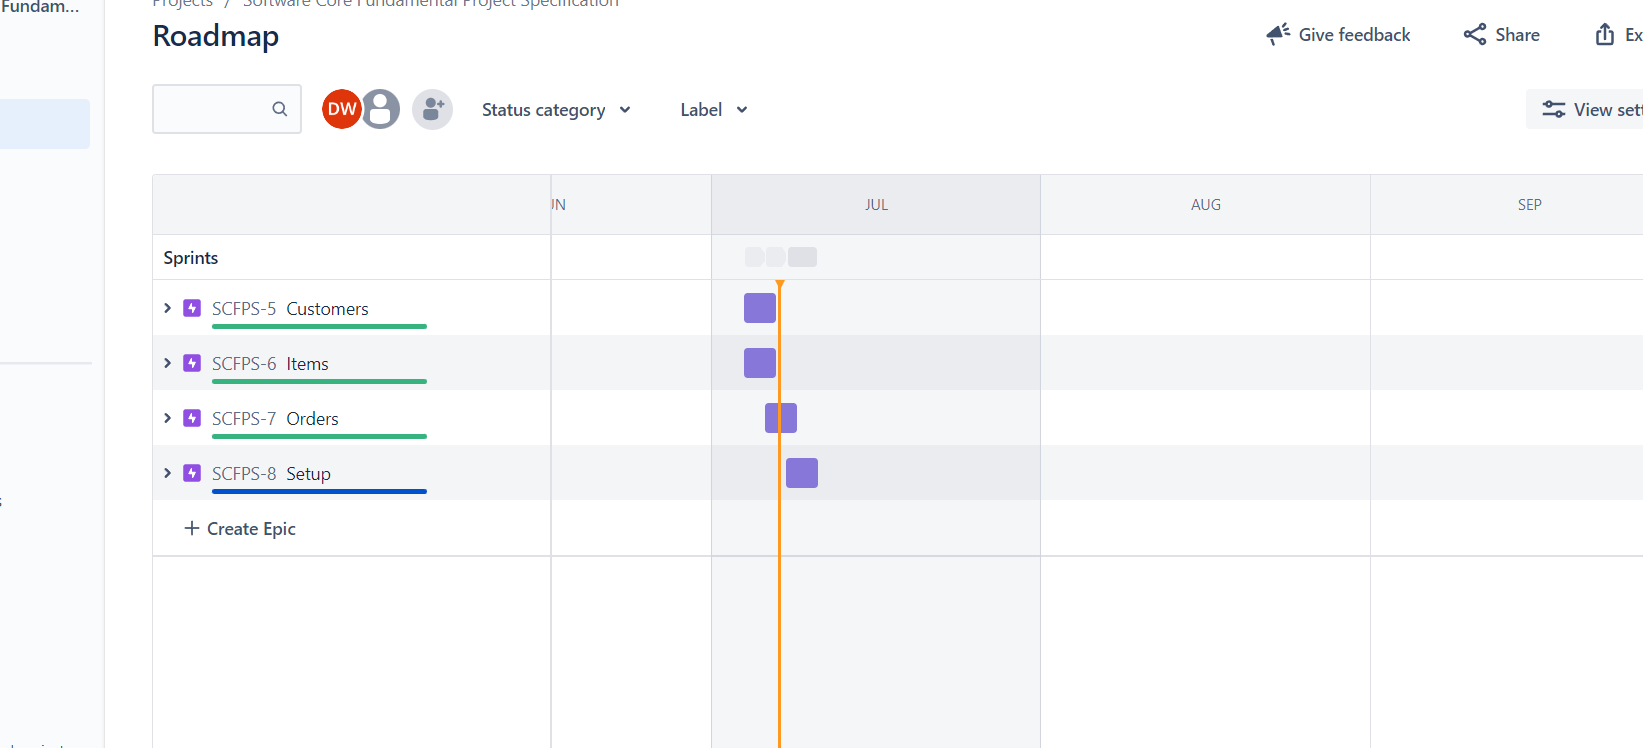 Fundam...
Projects / Software Core Fundamental Project Specification
Roadmap
Give feedback
Share
Ex
DW
Status category
Label
View sett
JUN
JUL
AUG
SEP
Sprints
SCFPS-5 Customers
SCFPS-6 Items
SCFPS-7 Orders
SCFPS-8 Setup
+ Create Epic